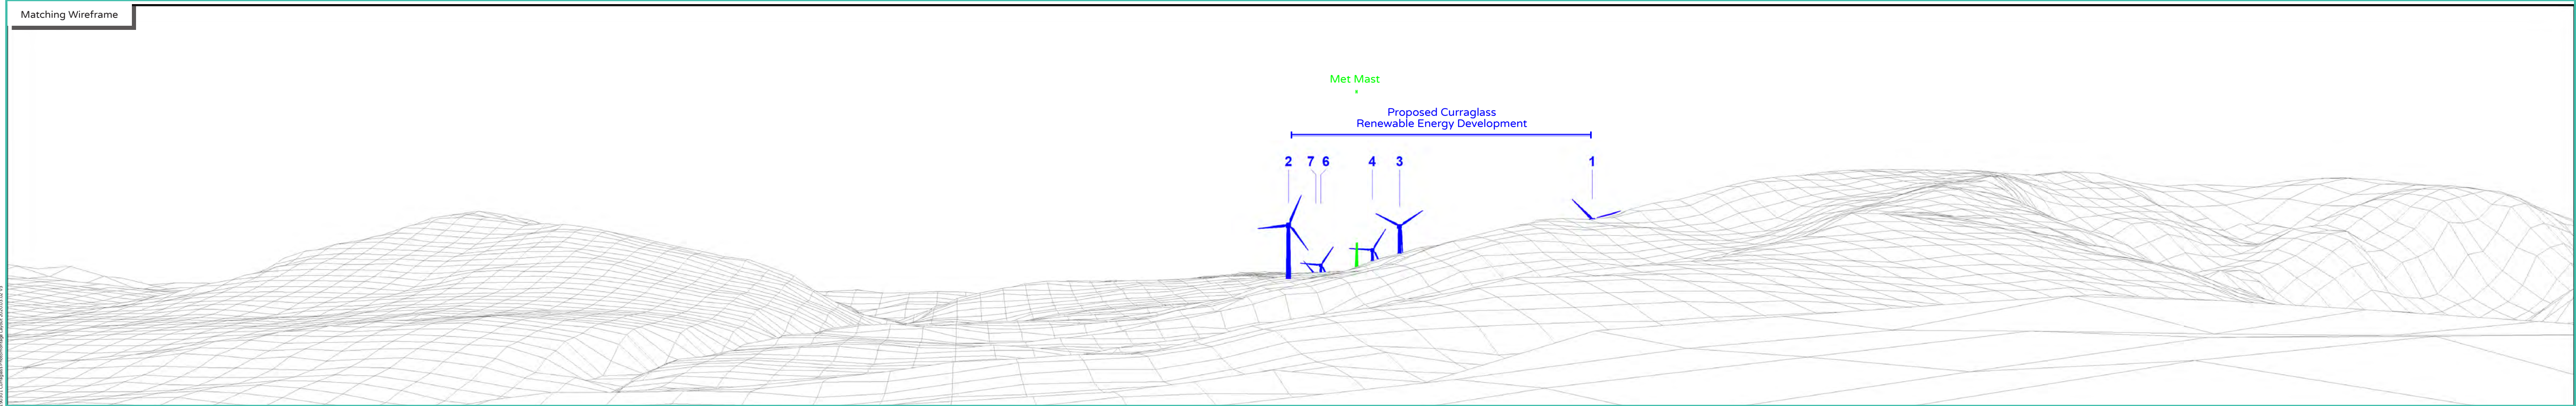 Matching Wireframe
Met Mast
Proposed Curraglass
Renewable Energy Development
2 7 6 4 3 1